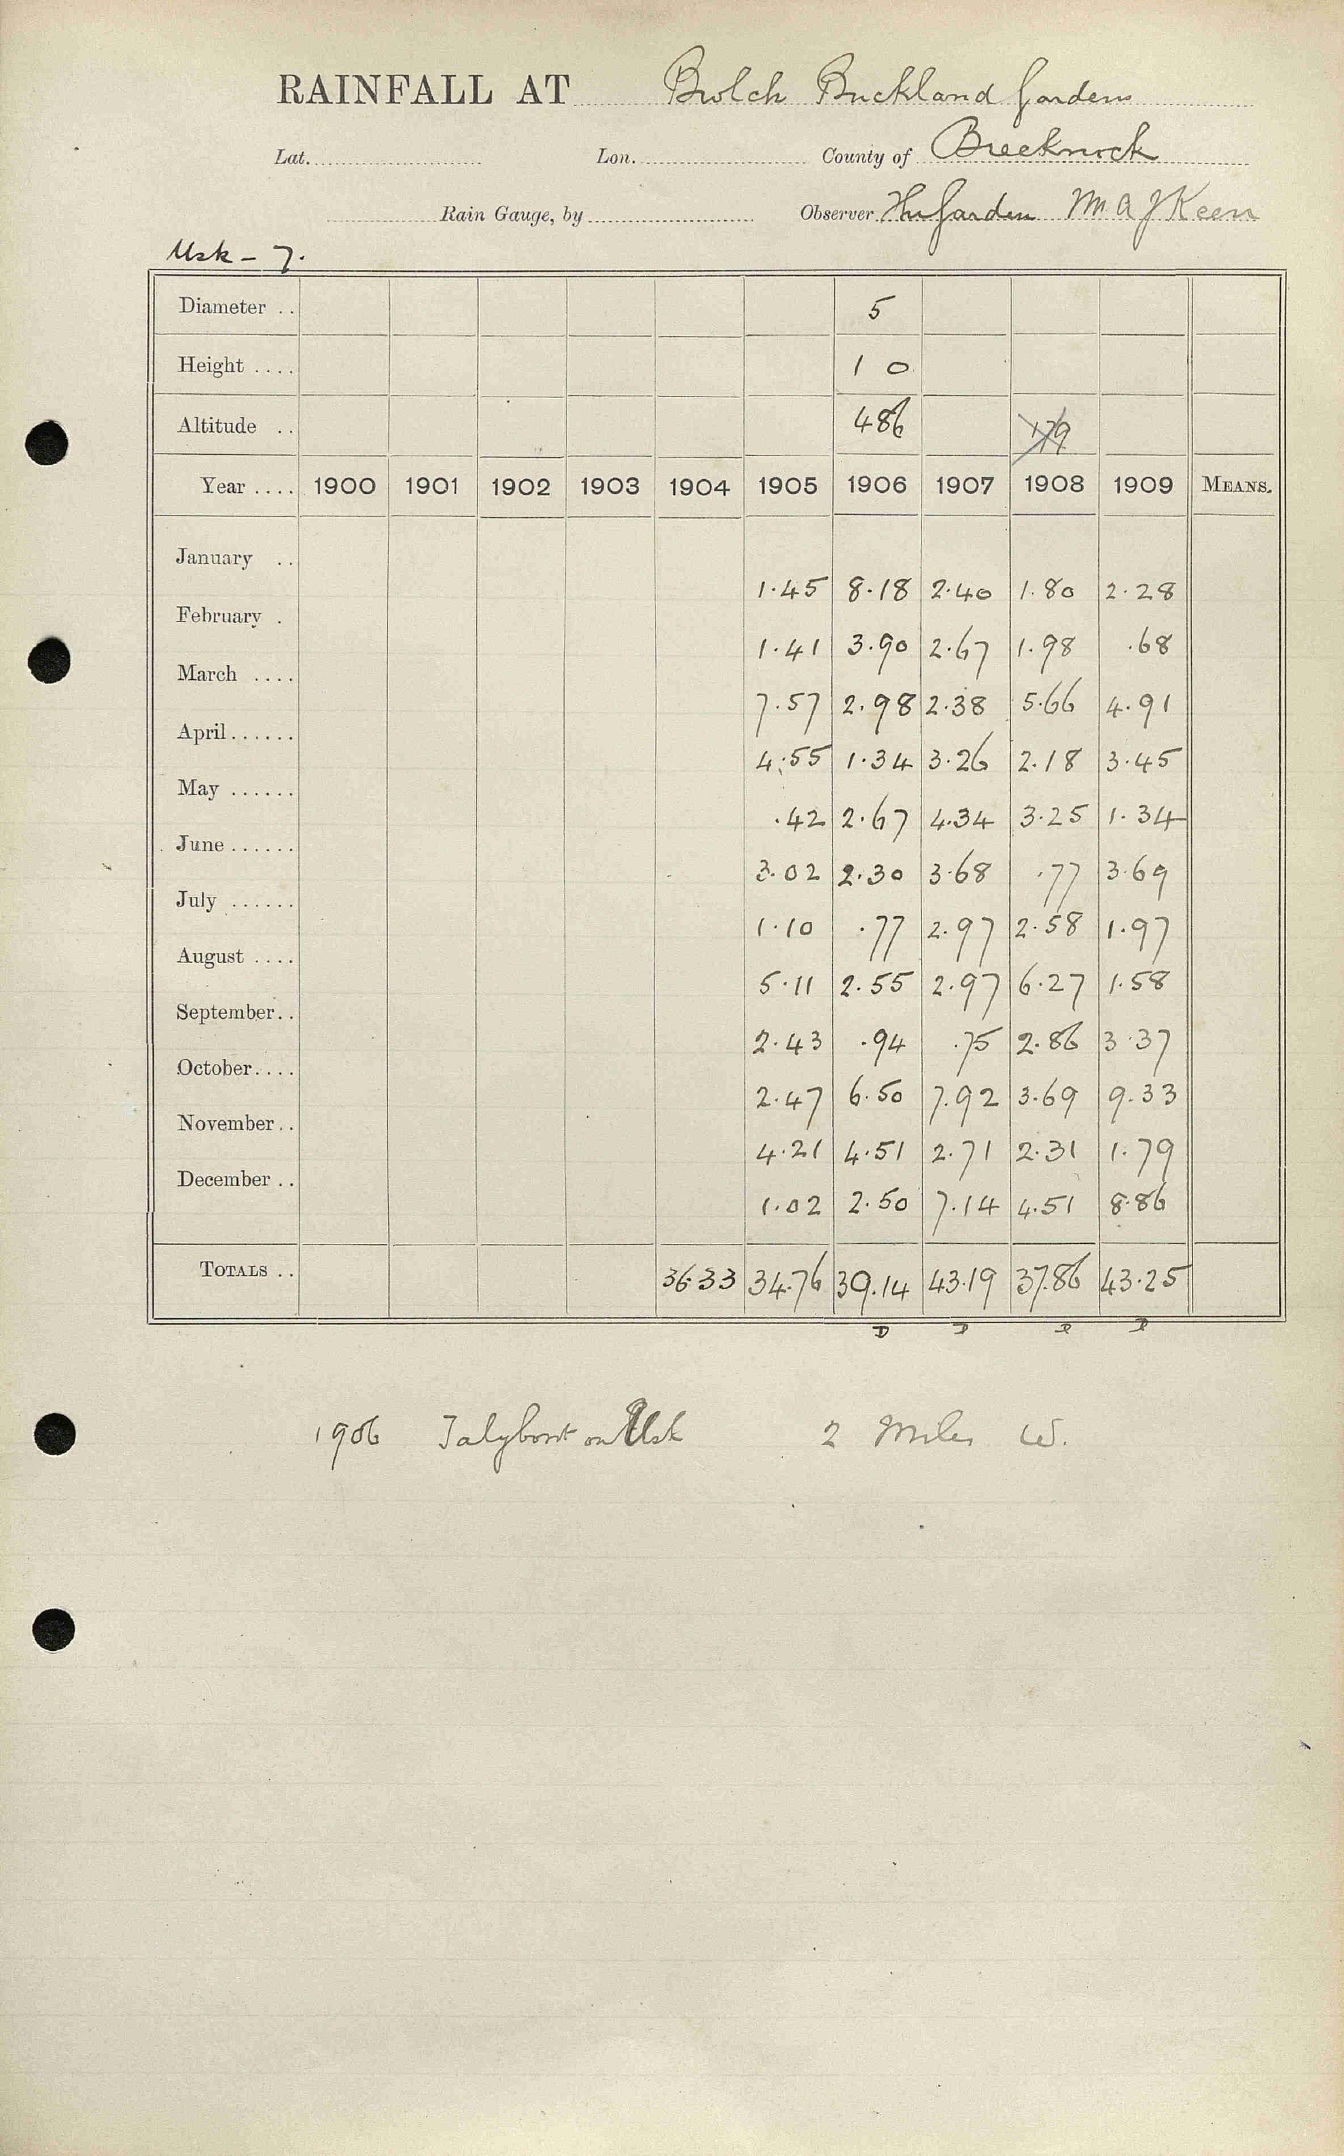 RAINFALL AT Bwlch Buckland Gardens
Lat. Lon. County of Brecknock
Rain Gauge, by Observer The Garden Mr A J Keen
Usk - 7.
Diameter .. 5
Height .... 1 0
Altitude .. 486 179
Year .... 1900 1901 1902 1903 1904 1905 1906 1907 1908 1909 MEANS.
January .. 1.45 8.18 2.40 1.80 2.28
February . 1.41 3.90 2.67 1.98 .68
March .... 7.57 2.98 2.38 5.66 4.91
April...... 4.55 1.34 3.26 2.18 3.45
May ...... .42 2.67 4.34 3.25 1.34
June ...... 3.02 2.30 3.68 .77 3.69
July ...... 1.10 .77 2.97 2.58 1.97
August .... 5.11 2.55 2.97 6.27 1.58
September.. 2.43 .94 .75 2.86 3.37
October.... 2.47 6.50 7.92 3.69 9.33
November.. 4.21 4.51 2.71 2.31 1.79
December .. 1.02 2.50 7.14 4.51 8.86
TOTALS .. 36.33 34.76 39.14 43.19 37.86 43.25
D D D D
1906 Talybont on Usk 2 Miles W.